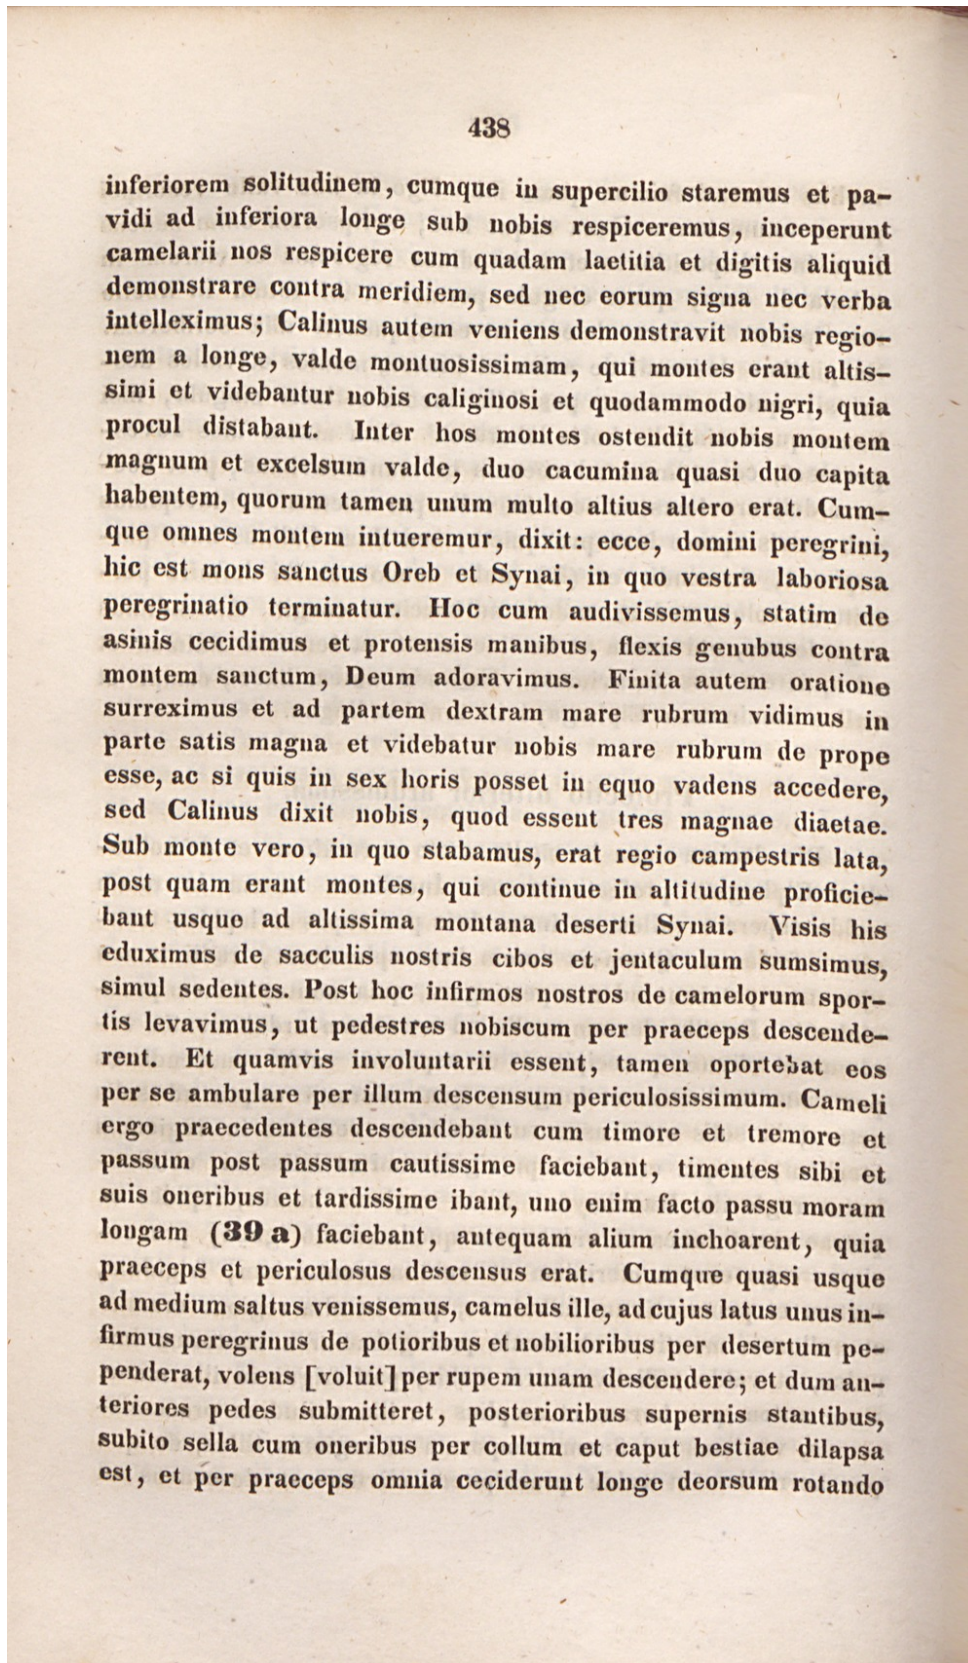 438
inferiorem solitudinem, cumque in supercilio staremus et pa-
vidi ad inferiora longe sub nobis respiceremus, inceperunt
camelarii nos respicere cum quadam laetitia et digitis aliquid
demonstrare contra meridiem, sed nec eorum signa nec verba
intelleximus; Calinus autem veniens demonstravit nobis regio-
nem a longe, valde montuosissimam, qui montes erant altis-
simi et videbantur nobis caliginosi et quodammodo nigri, quia
procul distabant. Inter hos montes ostendit nobis montem
magnum et excelsum valde, duo cacumina quasi duo capita
habentem, quorum tamen unum multo altius altero erat. Cum-
que omnes montem intueremur, dixit: ecce, domini peregrini,
hic est mons sanctus Oreb et Synai, in quo vestra laboriosa
peregrinatio terminatur. Hoc cum audivissemus, statim de
asinis cecidimus et protensis manibus, flexis genubus contra
montem sanctum, Deum adoravimus. Finita autem oratione
surreximus et ad partem dextram mare rubrum vidimus in
parte satis magna et videbatur nobis mare rubrum de prope
esse, ac si quis in sex horis posset in equo vadens accedere,
sed Calinus dixit nobis, quod essent tres magnae diaetae.
Sub monte vero, in quo stabamus, erat regio campestris lata,
post quam erant montes, qui continue in altitudine proficie-
bant usque ad altissima montana deserti Synai. Visis his
eduximus de sacculis nostris cibos et jentaculum sumsimus,
simul sedentes. Post hoc infirmos nostros de camelorum spor-
tis levavimus, ut pedestres nobiscum per praeceps descende-
rent. Et quamvis involuntarii essent, tamen oportebat eos
per se ambulare per illum descensum periculosissimum. Cameli
ergo praecedentes descendebant cum timore et tremore et
passum post passum cautissime faciebant, timentes sibi et
suis oneribus et tardissime ibant, uno enim facto passu moram
longam (39 a) faciebant, antequam alium inchoarent, quia
praeceps et periculosus descensus erat. Cumque quasi usque
ad medium saltus venissemus, camelus ille, ad cujus latus unus in-
firmus peregrinus de potioribus et nobilioribus per desertum pe-
penderat, volens [voluit] per rupem unam descendere; et dum an-
teriores pedes submitteret, posterioribus supernis stantibus,
subito sella cum oneribus per collum et caput bestiae dilapsa
est, et per praeceps omnia ceciderunt longe deorsum rotando